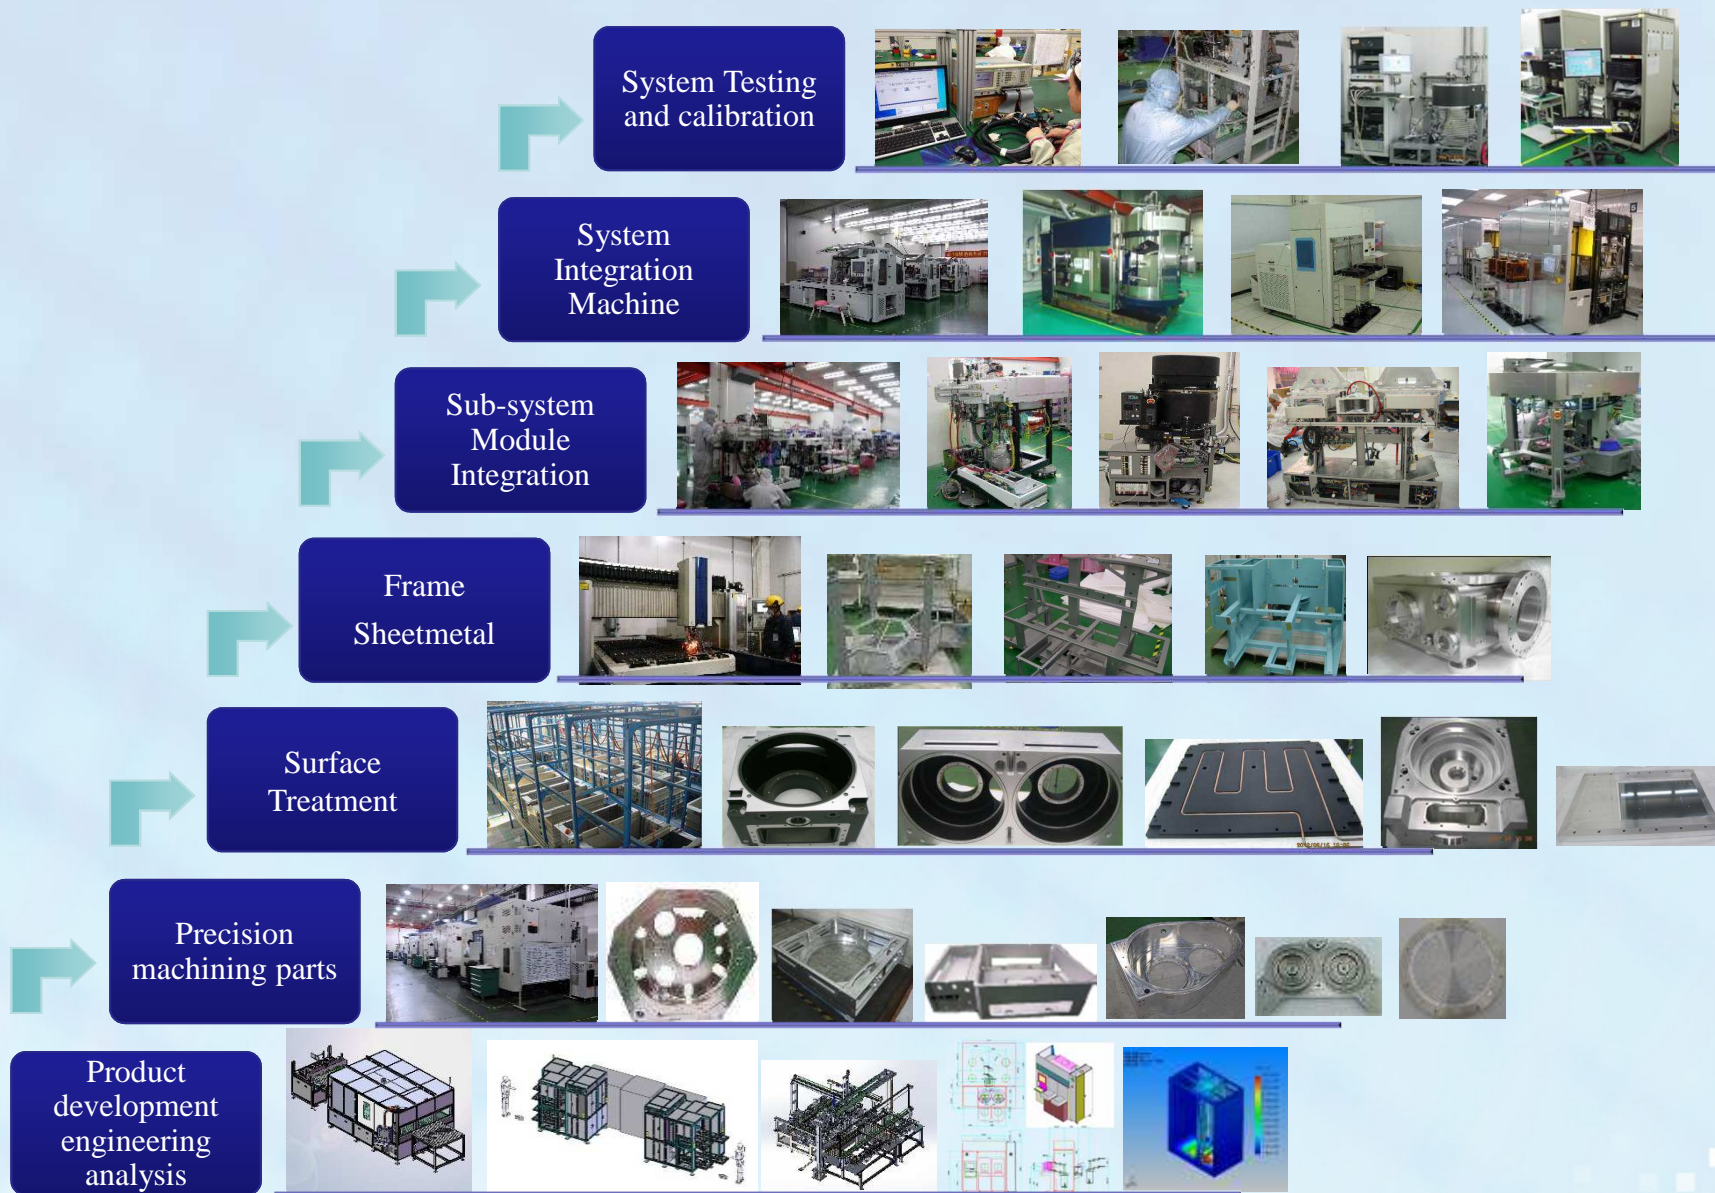 System Testing
and calibration
System
Integration
Machine
Sub-system
Module
Integration
Frame
Sheetmetal
Surface
Treatment
Precision
machining parts
Product
development
engineering
analysis